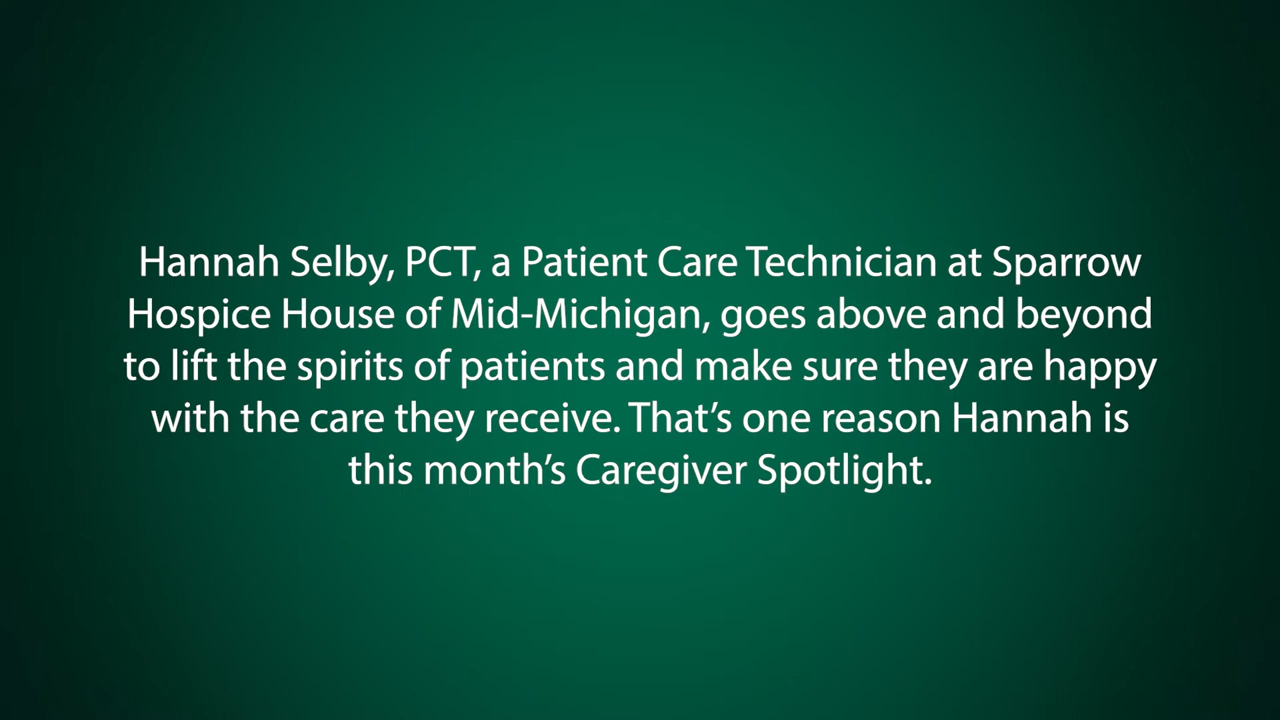 Hannah Selby, PCT, a Patient Care Technician at Sparrow
Hospice House of Mid-Michigan, goes above and beyond
to lift the spirits of patients and make sure they are happy
with the care they receive. That’s one reason Hannah is
this month’s Caregiver Spotlight.